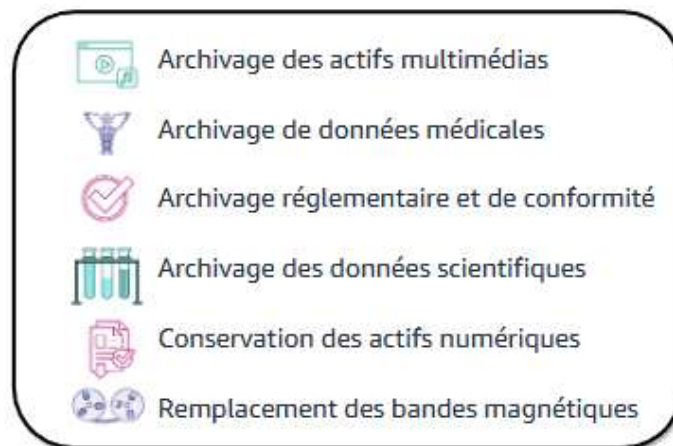 Archivage des actifs multimédias
Archivage de données médicales
Archivage réglementaire et de conformité
Archivage des données scientifiques
Conservation des actifs numériques
Remplacement des bandes magnétiques